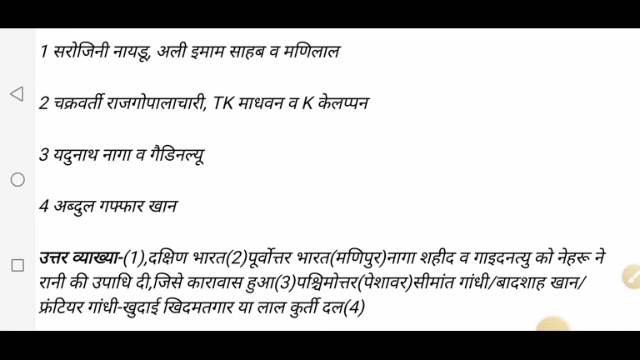 1 सरोजिनी नायडू, अली इमाम साहब व मणिलाल
2 चक्रवर्ती राजगोपालाचारी, TK माधवन व K केलप्पन
3 यदुनाथ नागा व गैडिनल्यू
4 अब्दुल गफ्फार खान
उत्तर व्याख्या-(1),दक्षिण भारत(2)पूर्वोत्तर भारत(मणिपुर)नागा शहीद व गाइदनत्यु को नेहरू ने
रानी की उपाधि दी,जिसे कारावास हुआ(3)पश्चिमोत्तर(पेशावर)सीमांत गांधी/बादशाह खान/
फ्रंटियर गांधी-खुदाई खिदमतगार या लाल कुर्ती दल(4)